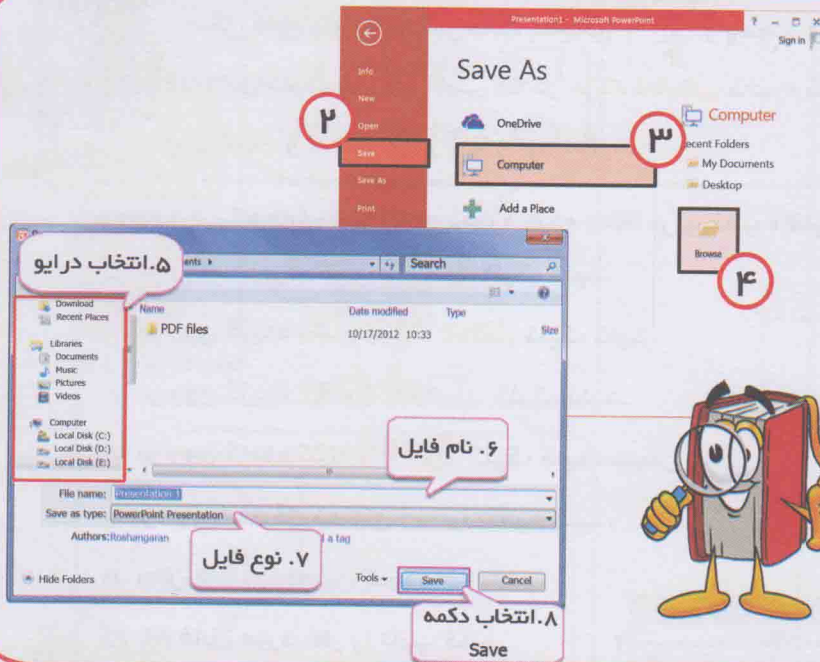 Presentation1 - Microsoft PowerPoint
?
Sign in
Info
New
۲
Open
Save
Save As
Print
Save As
OneDrive
Computer
Add a Place
۳
Computer
Recent Folders
My Documents
Desktop
Browse
۴
۵.انتخاب درایو
Search
Download
Recent Places
Libraries
Documents
Music
Pictures
Videos
Computer
Local Disk (C:)
Local Disk (D:)
Local Disk (E:)
Name
Date modified
Type
Size
PDF files
10/17/2012 10:33
۶. نام فایل
File name: Presentation 1
Save as type: PowerPoint Presentation
Authors: Roshangaran
a tag
۷. نوع فایل
Hide Folders
Tools
Save
Cancel
۸.انتخاب دکمه
Save